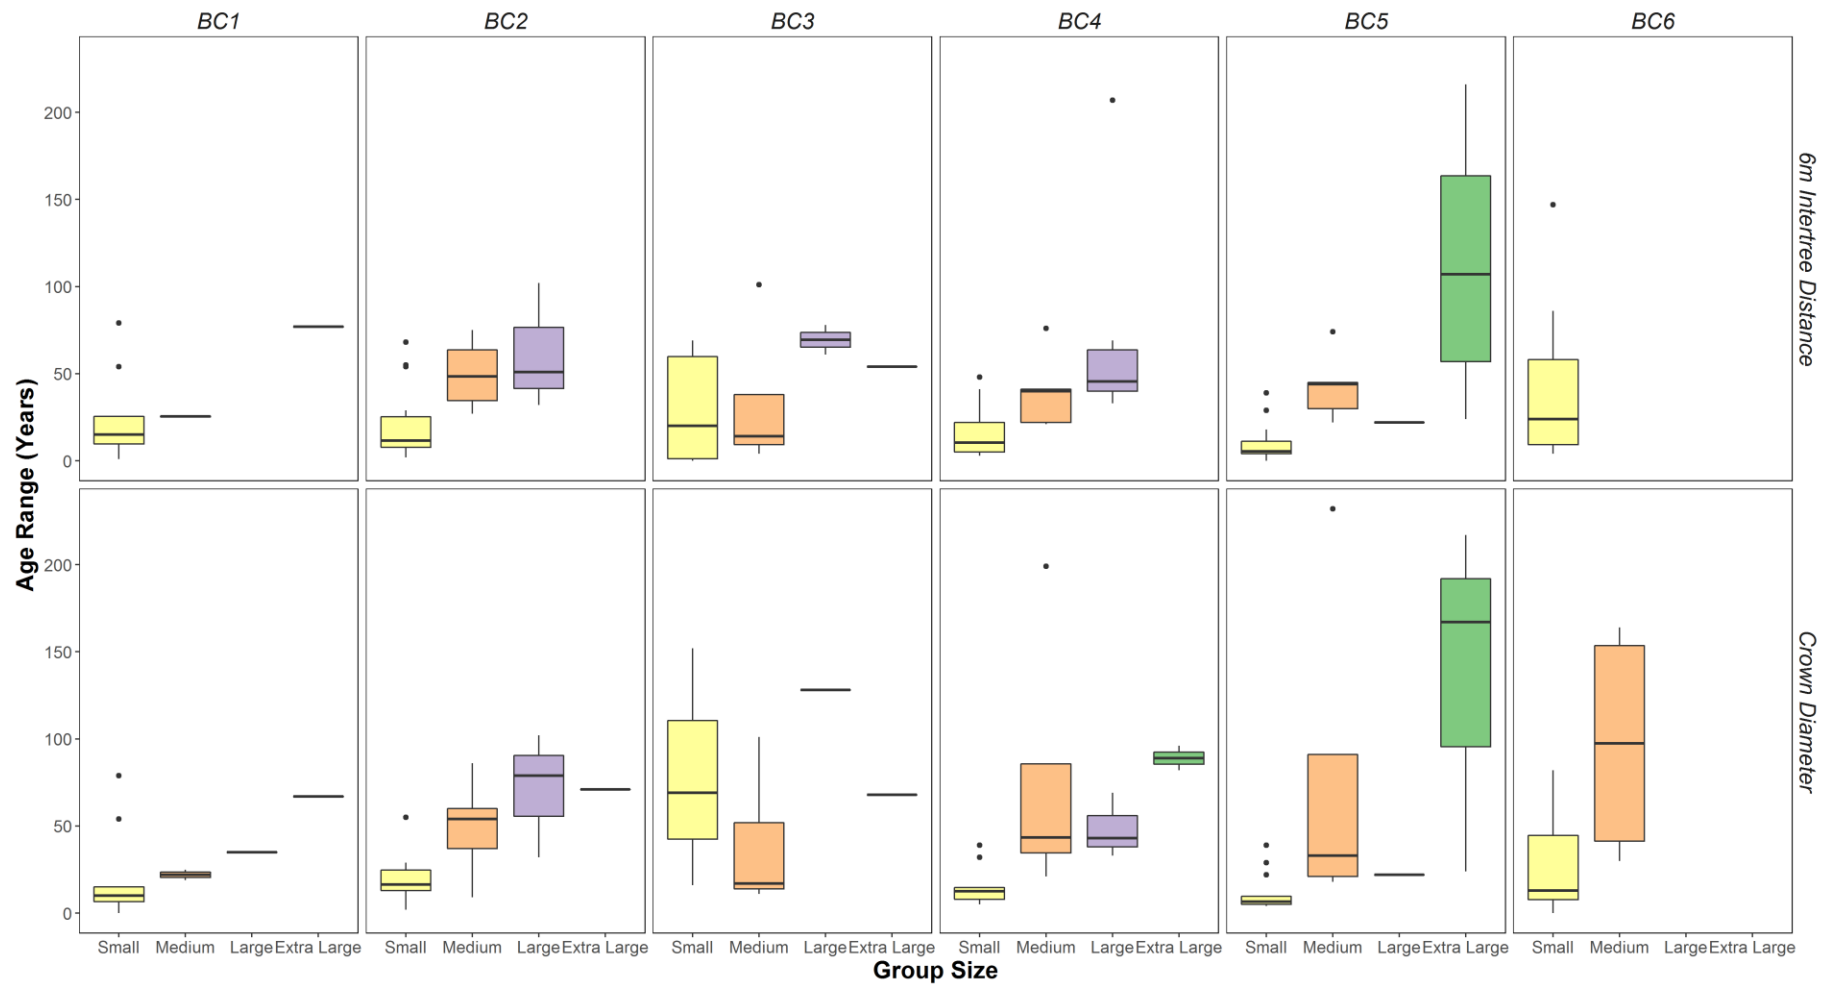 BC1 BC2 BC3 BC4 BC5 BC6
200
150
100
50
0
6m Intertree Distance
Age Range (Years)
200
150
100
50
0
Crown Diameter
Small Medium Large Extra Large Small Medium Large Extra Large Small Medium Large Extra Large Small Medium Large Extra Large Small Medium Large Extra Large Small Medium Large Extra Large
Group Size